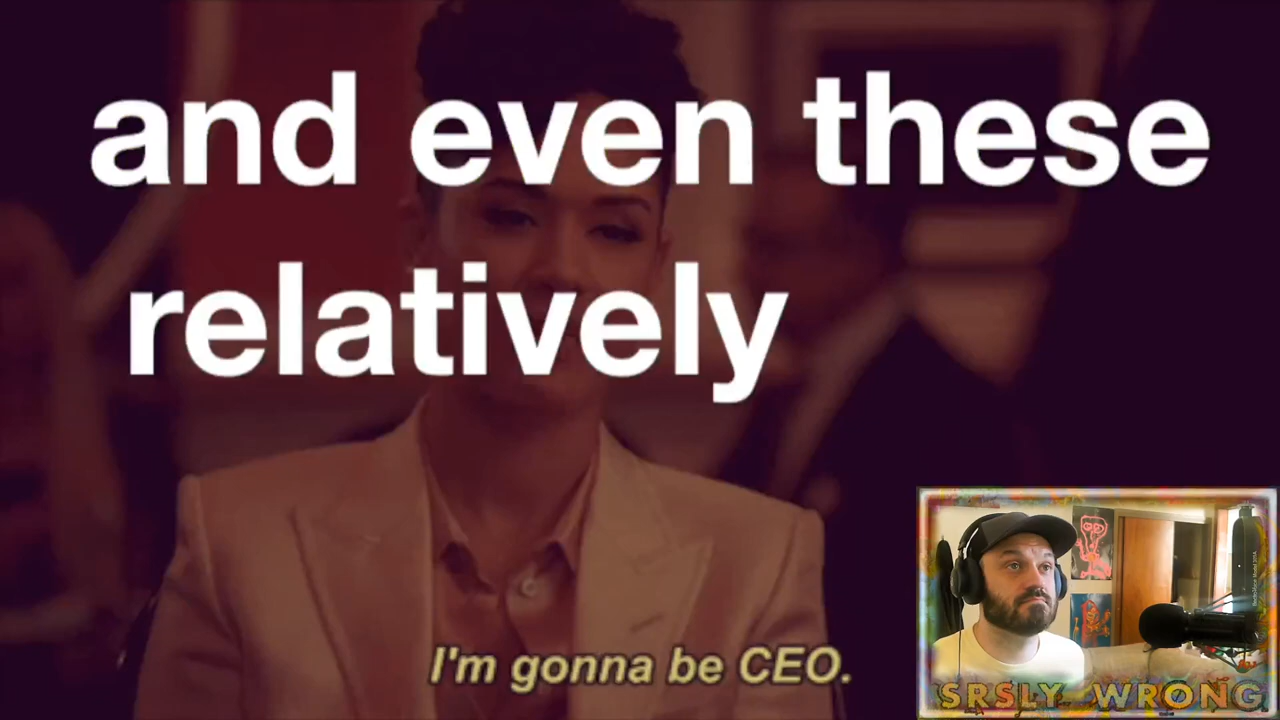 and even these
relatively
I'm gonna be CEO.
SRSLY WRONG